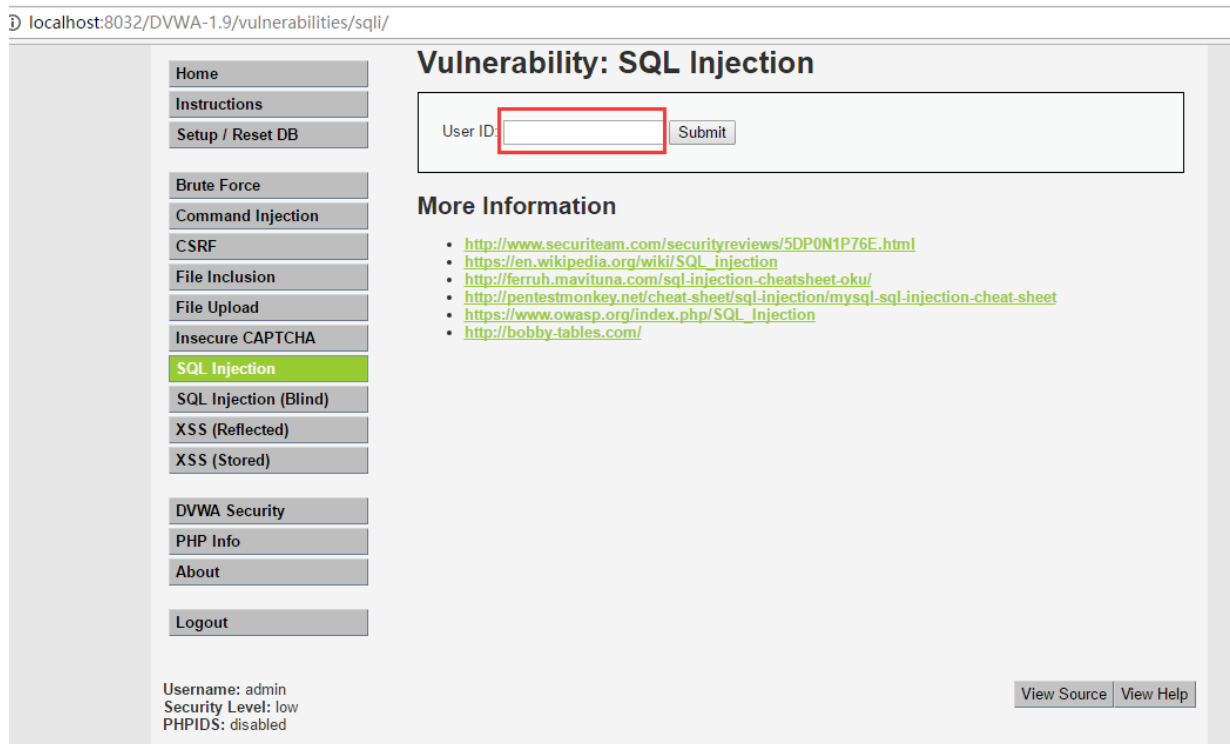 localhost:8032/DVWA-1.9/vulnerabilities/sqli/
Home
Instructions
Setup / Reset DB
Brute Force
Command Injection
CSRF
File Inclusion
File Upload
Insecure CAPTCHA
SQL Injection
SQL Injection (Blind)
XSS (Reflected)
XSS (Stored)
DVWA Security
PHP Info
About
Logout
Vulnerability: SQL Injection
User ID: Submit
More Information
http://www.securiteam.com/securityreviews/5DP0N1P76E.html
https://en.wikipedia.org/wiki/SQL_injection
http://ferruh.mavituna.com/sql-injection-cheatsheet-oku/
http://pentestmonkey.net/cheat-sheet/sql-injection/mysql-sql-injection-cheat-sheet
https://www.owasp.org/index.php/SQL_Injection
http://bobby-tables.com/
Username: admin
Security Level: low
PHPIDS: disabled
View Source View Help